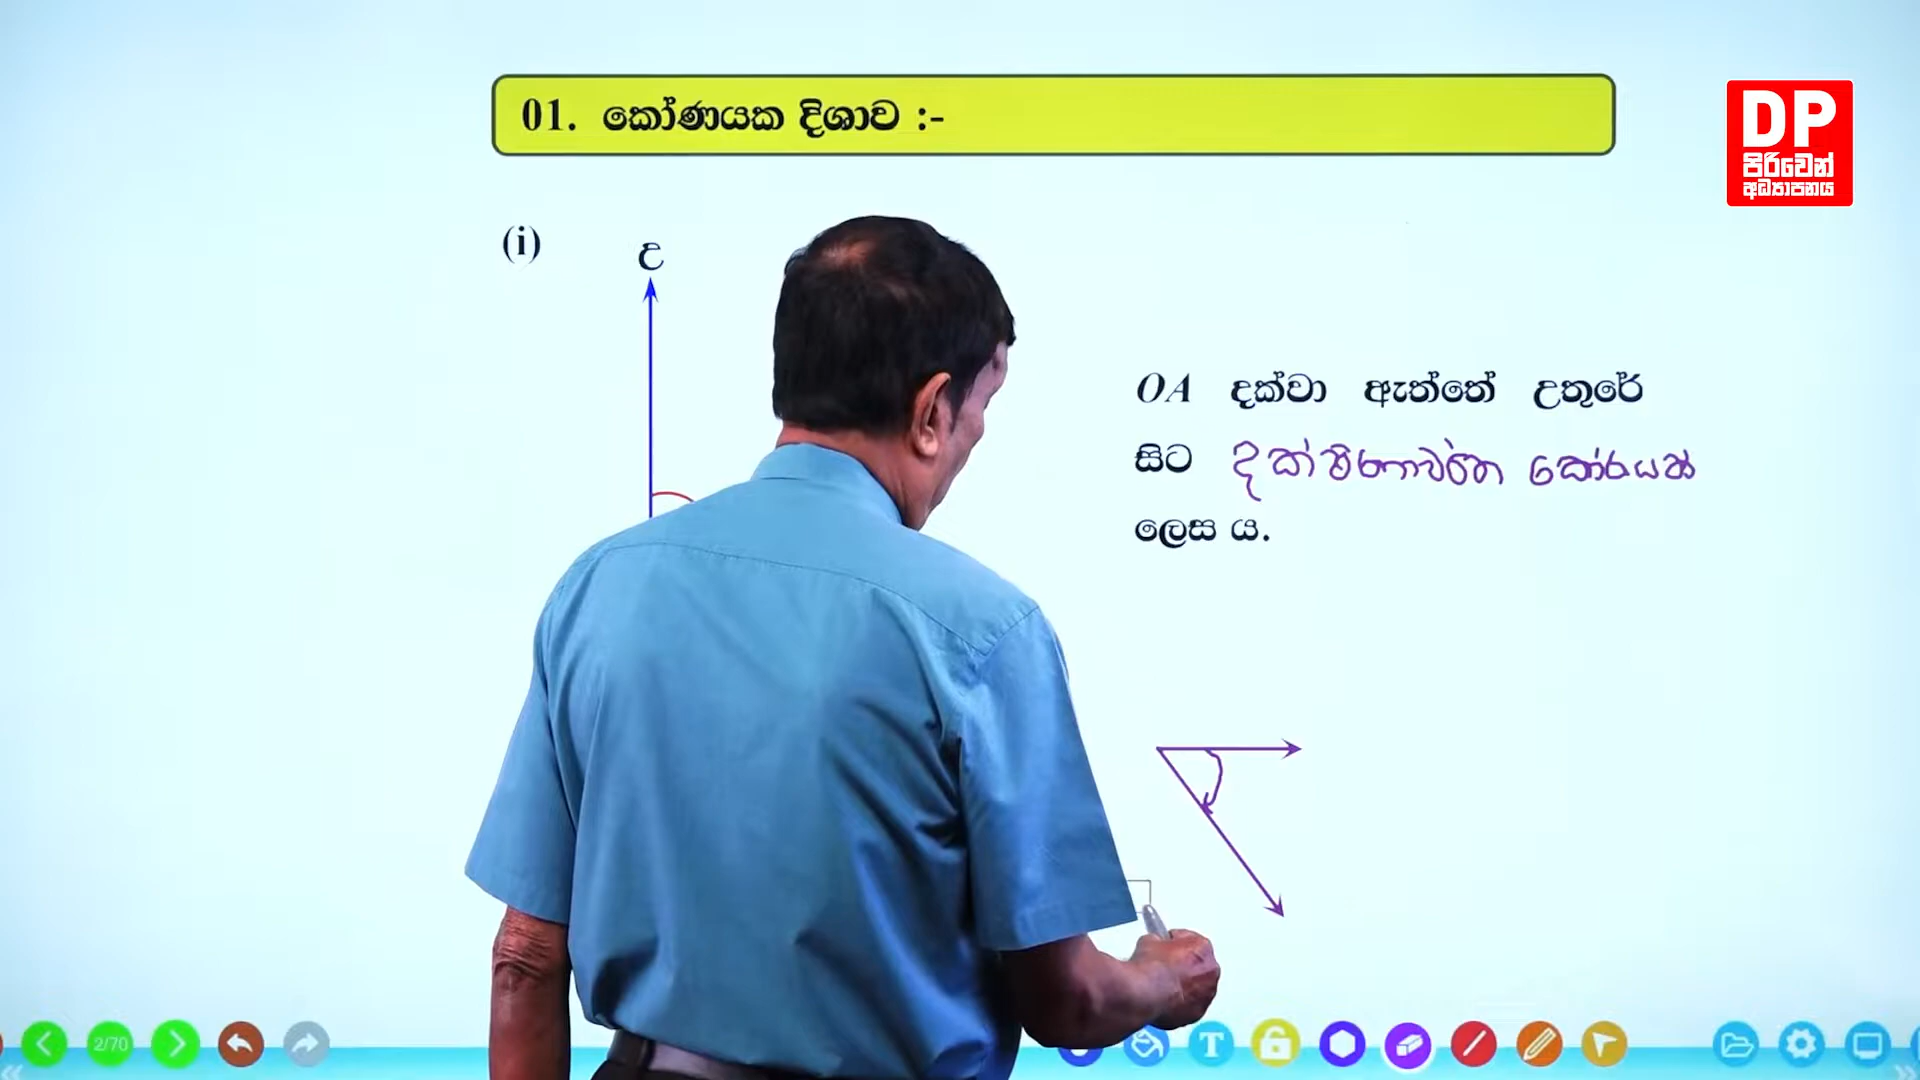 01. කෝණයක දිශාව :-
DP
පිරිවෙන්
අධ්‍යාපනය
(i)
උ
OA දක්වා ඇත්තේ උතුරේ
සිට දක්ෂිණාවර්ත කෝණයක්
ලෙස ය.
2/70
T